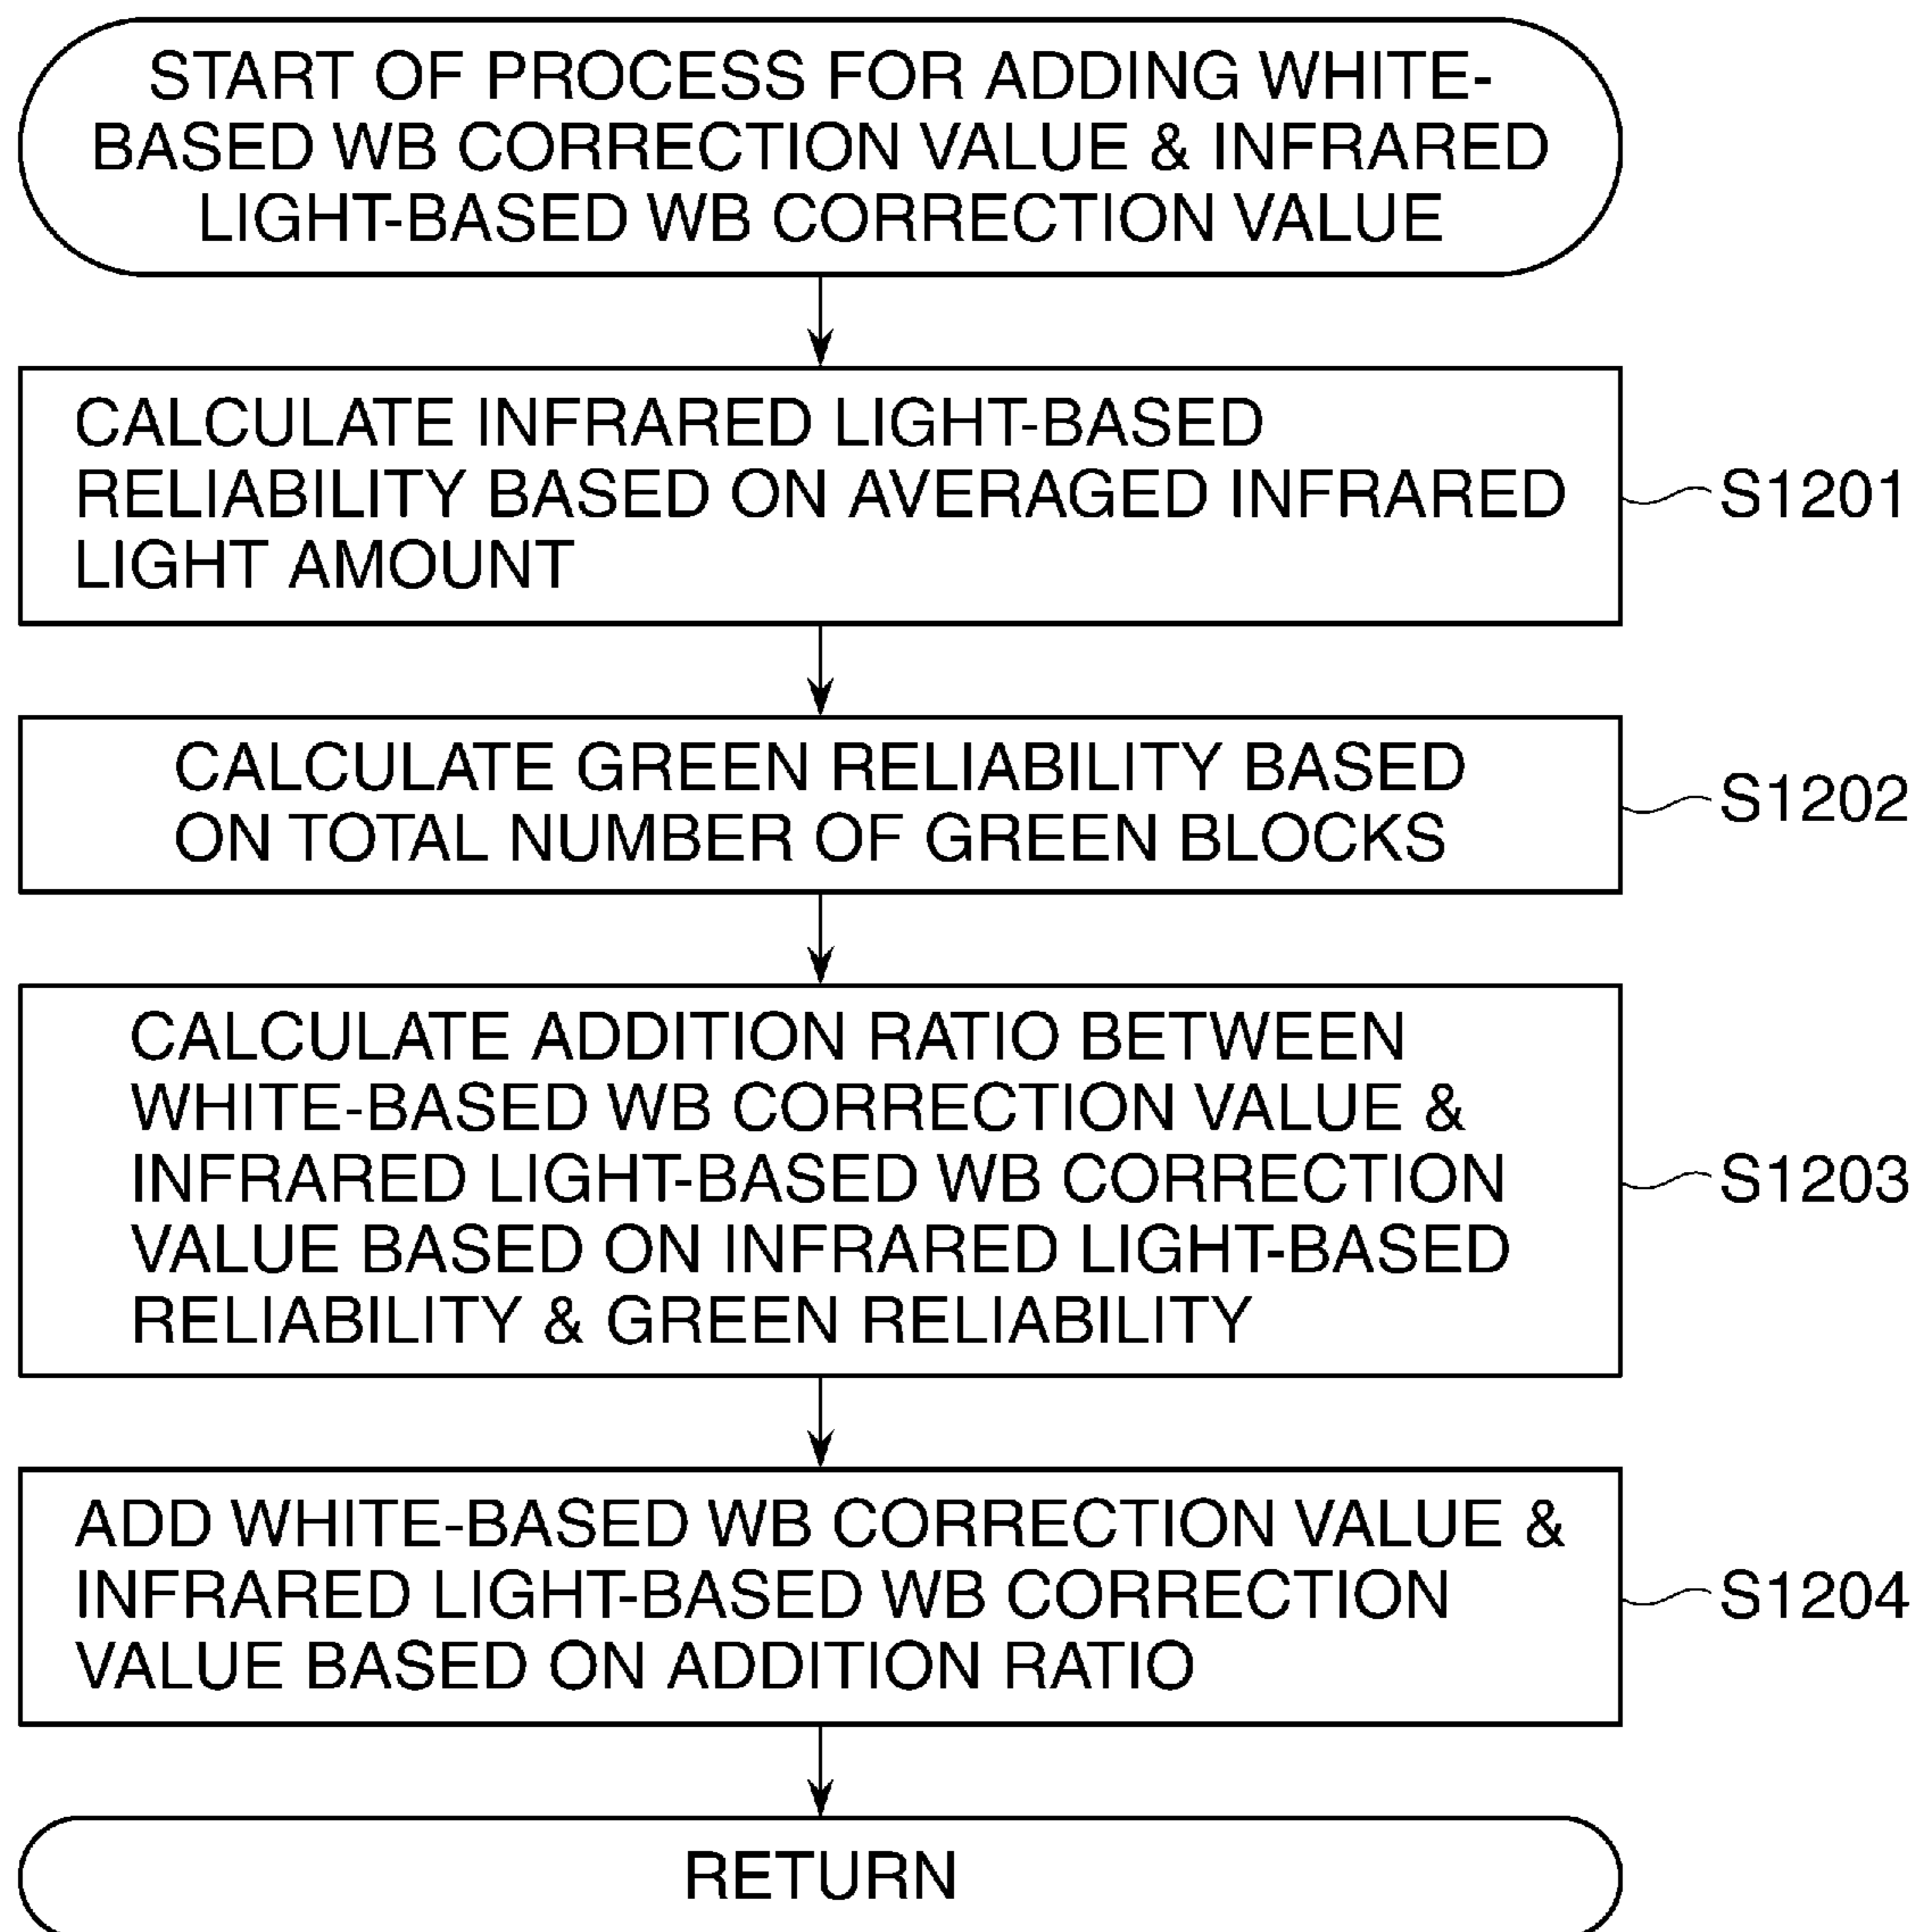 START OF PROCESS FOR ADDING WHITE-
BASED WB CORRECTION VALUE & INFRARED
LIGHT-BASED WB CORRECTION VALUE
CALCULATE INFRARED LIGHT-BASED
RELIABILITY BASED ON AVERAGED INFRARED
LIGHT AMOUNT
S1201
CALCULATE GREEN RELIABILITY BASED
ON TOTAL NUMBER OF GREEN BLOCKS
S1202
CALCULATE ADDITION RATIO BETWEEN
WHITE-BASED WB CORRECTION VALUE &
INFRARED LIGHT-BASED WB CORRECTION
VALUE BASED ON INFRARED LIGHT-BASED
RELIABILITY & GREEN RELIABILITY
S1203
ADD WHITE-BASED WB CORRECTION VALUE &
INFRARED LIGHT-BASED WB CORRECTION
VALUE BASED ON ADDITION RATIO
S1204
RETURN